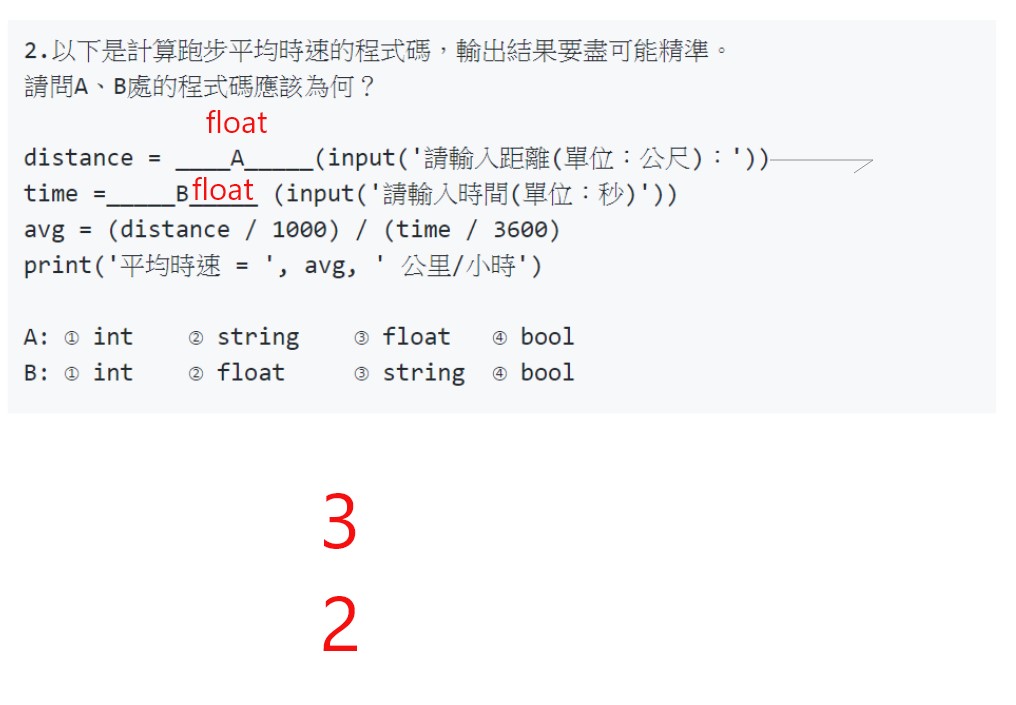 2.以下是計算跑步平均時速的程式碼，輸出結果要盡可能精準。
請問A、B處的程式碼應該為何？
float
distance = ____A_____(input('請輸入距離(單位：公尺)：'))
time =_____B_____ (input('請輸入時間(單位：秒)'))
float
avg = (distance / 1000) / (time / 3600)
print('平均時速 = ', avg, ' 公里/小時')
A: ① int ② string ③ float ④ bool
B: ① int ② float ③ string ④ bool
3
2